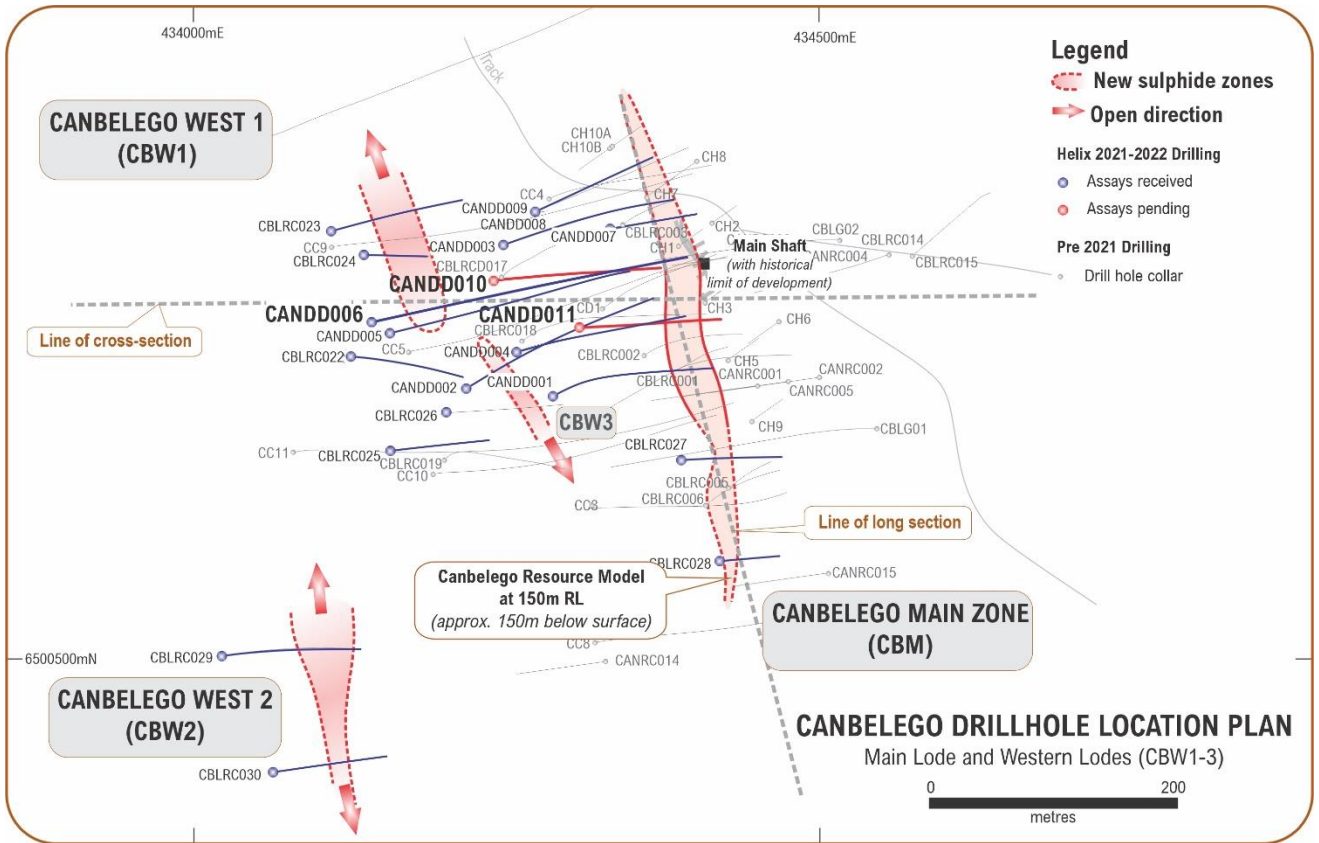 434000mE
434500mE
Legend
New sulphide zones
Open direction
Helix 2021-2022 Drilling
Assays received
Assays pending
Pre 2021 Drilling
Drill hole collar
Track
CANBELEGO WEST 1
(CBW1)
CH10A
CH10B
CH8
CC4
CH7
CANDD009
CANDD008
CBLRC023
CC9
CBLRC024
CANDD003
CANDD007
CBLRC003
CH2
CH1
CBLG02
CBLRC014
ANRC004
CBLRC015
Main Shaft
(with historical
limit of development)
CBLRCD017
CANDD010
CANDD006
CANDD011
CD1
CH3
CH6
Line of cross-section
CANDD005
CBLRC018
CC5
CBLRC022
CANDD004
CBLRC002
CH5
CANDD002
CANDD001
CBLRC001
CANRC001
CANRC002
CANRC005
CBLRC026
CBW3
CH9
CBLG01
CBLRC027
CC11
CBLRC025
CBLRC019
CC10
CBLRC005
CBLRC006
CC8
Line of long section
CBLRC028
CANRC015
Canbelego Resource Model
at 150m RL
(approx. 150m below surface)
CANBELEGO MAIN ZONE
(CBM)
CC8
CANRC014
6500500mN
CBLRC029
CANBELEGO WEST 2
(CBW2)
CBLRC030
CANBELEGO DRILLHOLE LOCATION PLAN
Main Lode and Western Lodes (CBW1-3)
0
200
metres